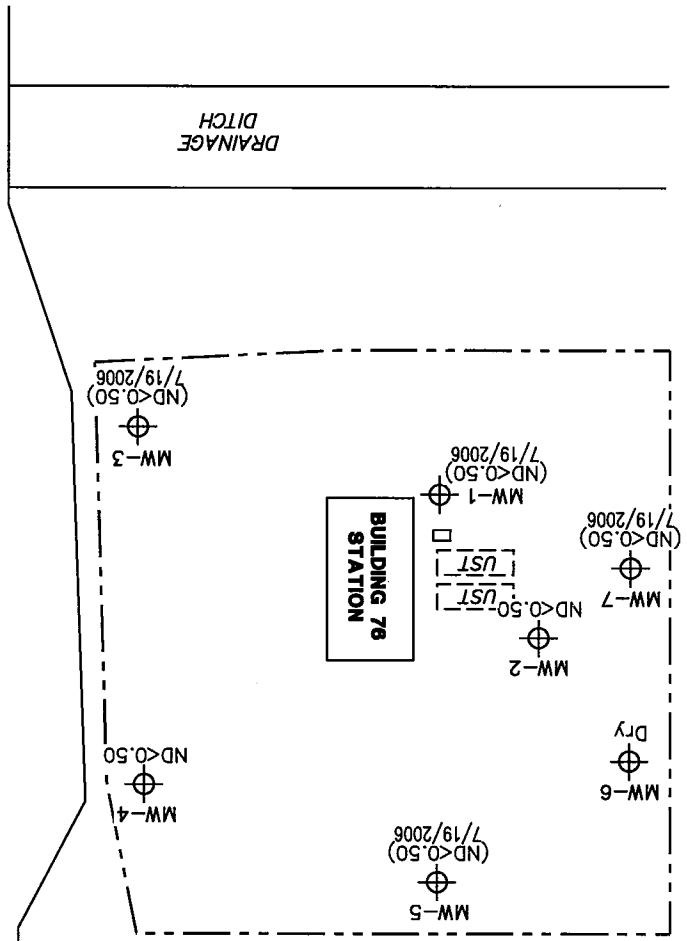 MW-5
(ND<0.50)
7/19/2006
MW-4
ND<0.50
MW-6
Dry
MW-2
ND<0.50
BUILDING 76
STATION
UST
UST
MW-7
(ND<0.50)
7/19/2006
MW-1
(ND<0.50)
7/19/2006
MW-3
(ND<0.50)
7/19/2006
DRAINAGE
DITCH